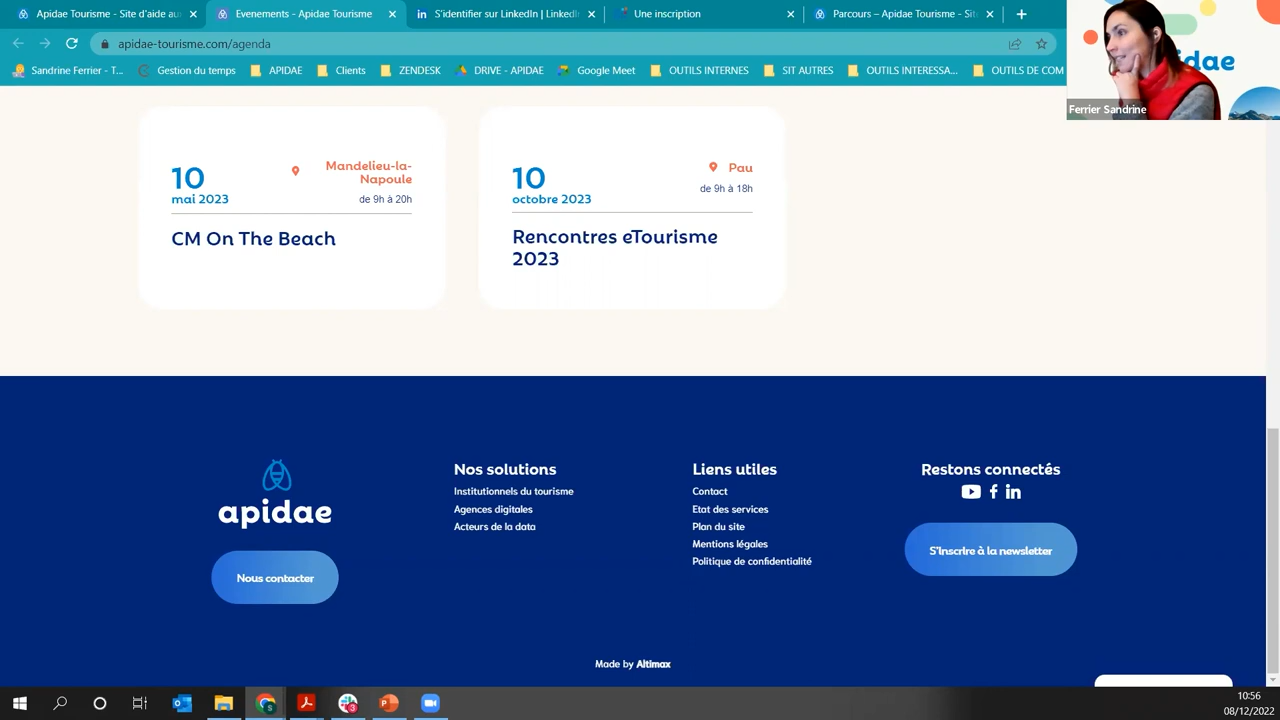 Apidae Tourisme - Site d'aide au
Evenements - Apidae Tourisme
S'identifier sur LinkedIn | LinkedIn
Une inscription
Parcours – Apidae Tourisme - Site
apidae-tourisme.com/agenda
Sandrine Ferrier - T...
Gestion du temps
APIDAE
Clients
ZENDESK
DRIVE - APIDAE
Google Meet
OUTILS INTERNES
SIT AUTRES
OUTILS INTERESSA...
OUTILS DE COM
idae
Ferrier Sandrine
10
mai 2023
Mandelieu-la-
Napoule
de 9h à 20h
CM On The Beach
10
octobre 2023
Pau
de 9h à 18h
Rencontres eTourisme
2023
apidae
Nous contacter
Nos solutions
Institutionnels du tourisme
Agences digitales
Acteurs de la data
Liens utiles
Contact
Etat des services
Plan du site
Mentions légales
Politique de confidentialité
Restons connectés
S'inscrire à la newsletter
Made by Altimax
10:56
08/12/2022